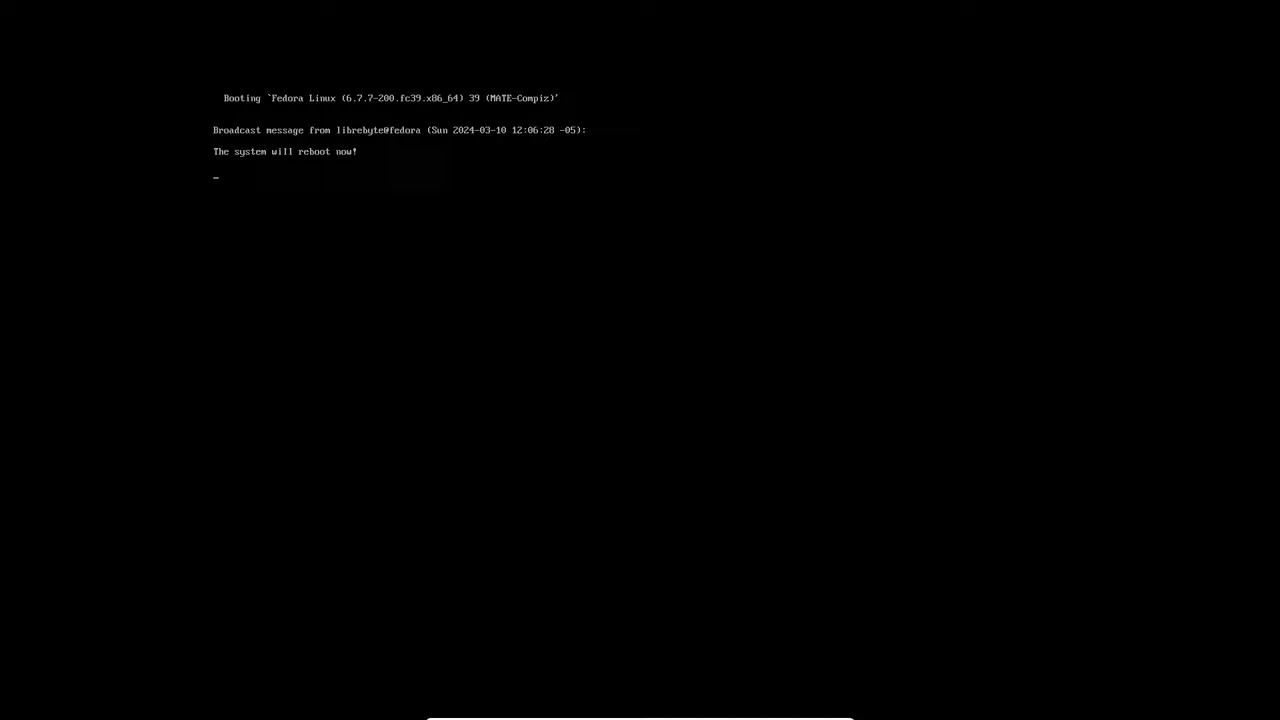 Booting `Fedora Linux (6.7.7-200.fc39.x86_64) 39 (MATE-Compiz)'
Broadcast message from librebyte@fedora (Sun 2024-03-10 12:06:28 -05):
The system will reboot now!